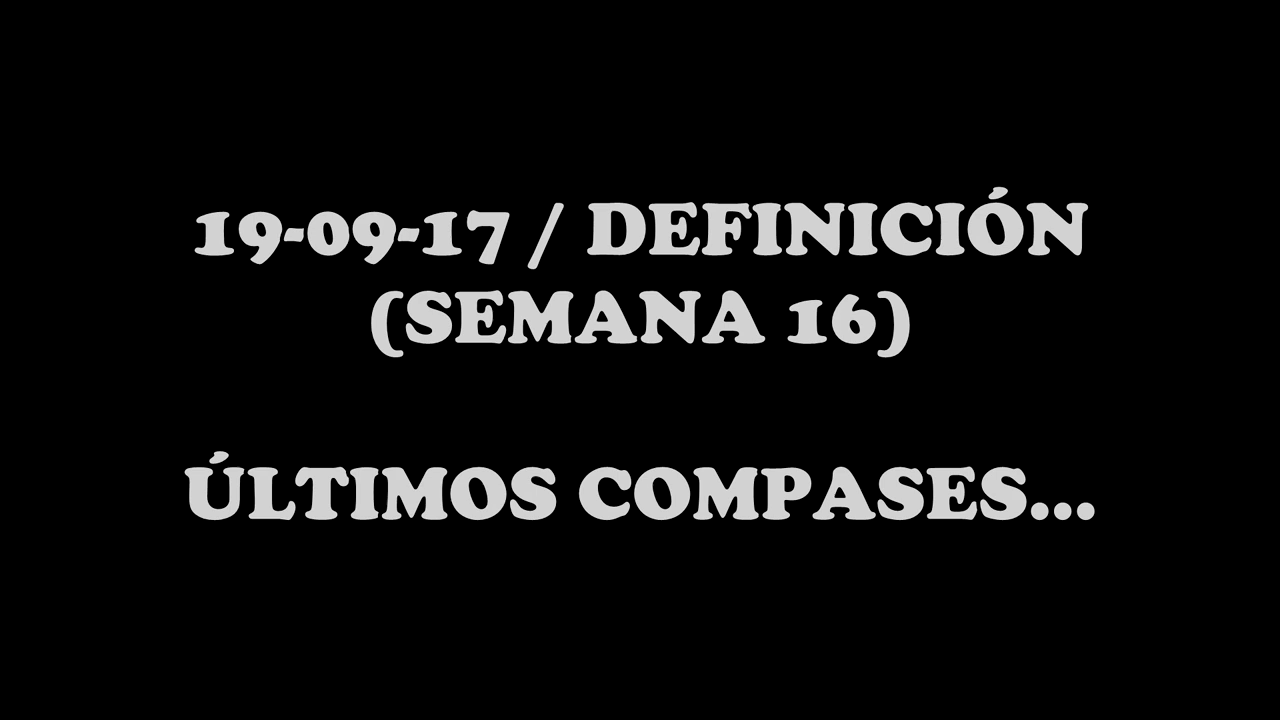 19-09-17 / DEFINICIÓN
(SEMANA 16)
ÚLTIMOS COMPASES...